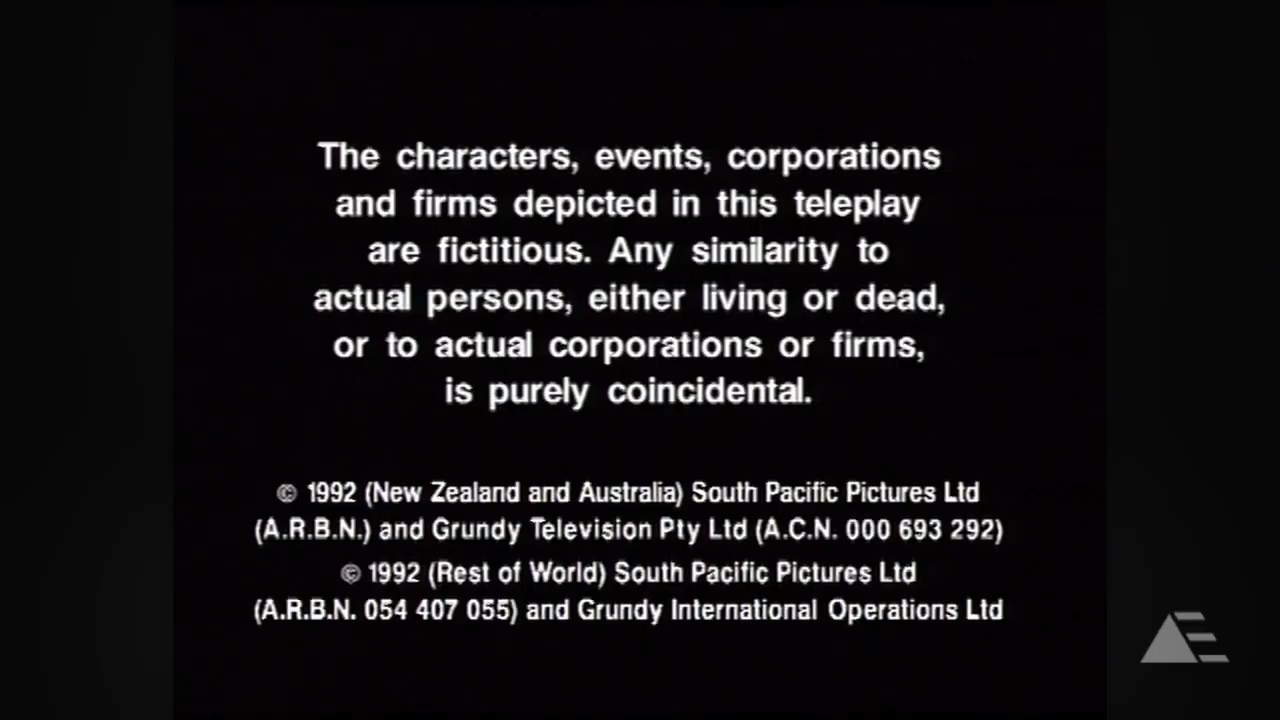 The characters, events, corporations
and firms depicted in this teleplay
are fictitious. Any similarity to
actual persons, either living or dead,
or to actual corporations or firms,
is purely coincidental.
© 1992 (New Zealand and Australia) South Pacific Pictures Ltd
(A.R.B.N.) and Grundy Television Pty Ltd (A.C.N. 000 693 292)
© 1992 (Rest of World) South Pacific Pictures Ltd
(A.R.B.N. 054 407 055) and Grundy International Operations Ltd